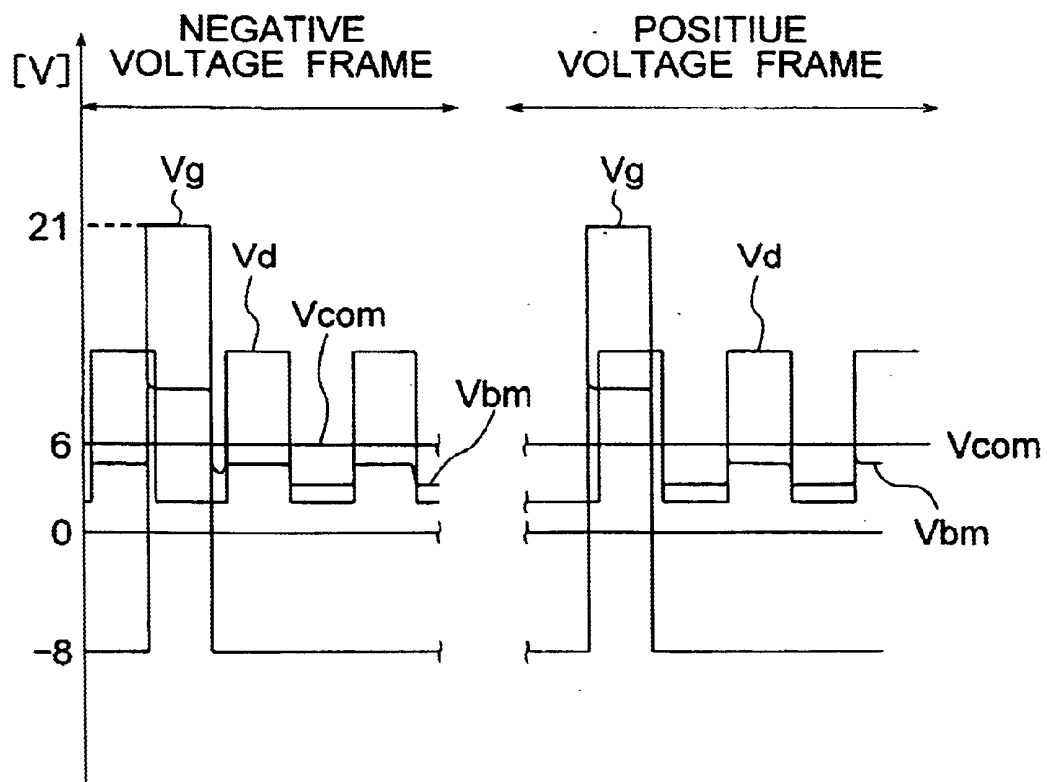 NEGATIVE
VOLTAGE FRAME
POSITIUE
VOLTAGE FRAME
[V]
Vg
Vg
21
Vd
Vd
Vcom
Vbm
6
Vcom
0
Vbm
−8